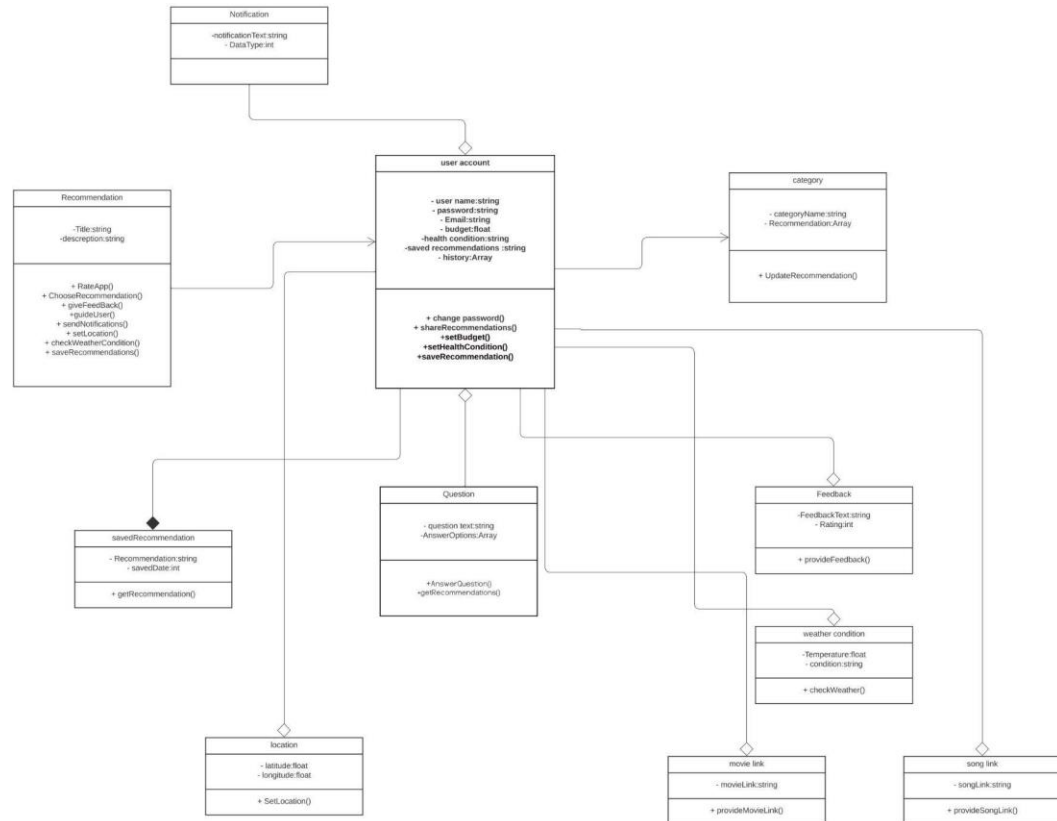 Notification
-notificationText:string
- DataType:int
user account
- user name:string
- password:string
- Email:string
- budget:float
-health condition:string
-saved recommendations :string
- history:Array
+ change password()
+ shareRecommendations()
+setBudget()
+setHealthCondition()
+saveRecommendation()
Recommendation
-Title:string
-descreption:string
+ RateApp()
+ ChooseRecommendation()
+ giveFeedBack()
+guideUser()
+ sendNotifications()
+ setLocation()
+ checkWeatherCondition()
+ saveRecommendations()
category
- categoryName:string
- Recommendation:Array
+ UpdateRecommendation()
savedRecommendation
- Recommendation:string
- savedDate:int
+ getRecommendation()
Question
- question text:string
-AnswerOptions:Array
+AnswerQuestion()
+getRecommendations()
Feedback
-FeedbackText:string
- Rating:int
+ provideFeedback()
weather condition
-Temperature:float
- condition:string
+ checkWeather()
location
- latitude:float
- longitude:float
+ SetLocation()
movie link
- movieLink:string
+ provideMovieLink()
song link
- songLink:string
+ provideSongLink()